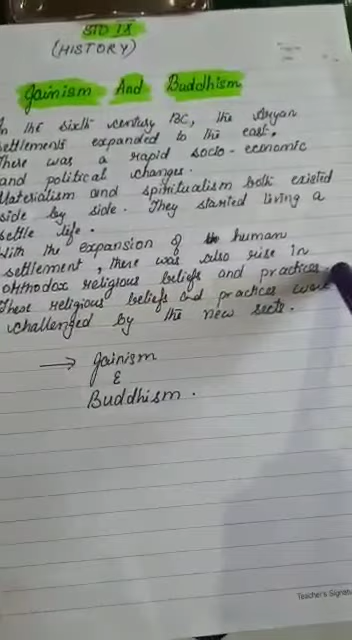 STD IX
(HISTORY)
Jainism And Buddhism
In the sixth century BC, the Aryan
settlements expanded to the east.
There was a rapid socio-economic
and political changes.
Materialism and spiritualism both existed
side by side. They started living a
settle life.
With the expansion of human
settlement, there was also rise in
orthodox religious beliefs and practices.
These religious beliefs and practices were
challenged by the new sects.
→ Jainism
&
Buddhism.
Teacher's Signatu